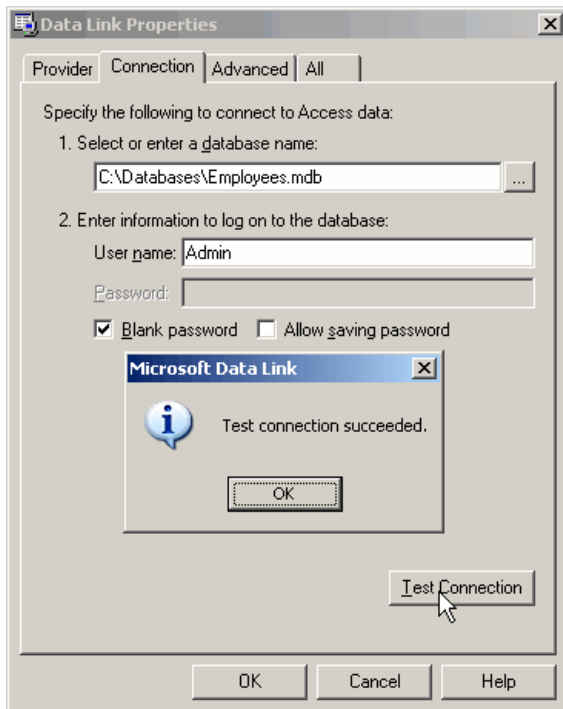 Data Link Properties
Provider Connection Advanced All
Specify the following to connect to Access data:
1. Select or enter a database name:
C:\Databases\Employees.mdb ...
2. Enter information to log on to the database:
User name: Admin
Password:
Blank password Allow saving password
Microsoft Data Link
Test connection succeeded.
OK
Test Connection
OK Cancel Help